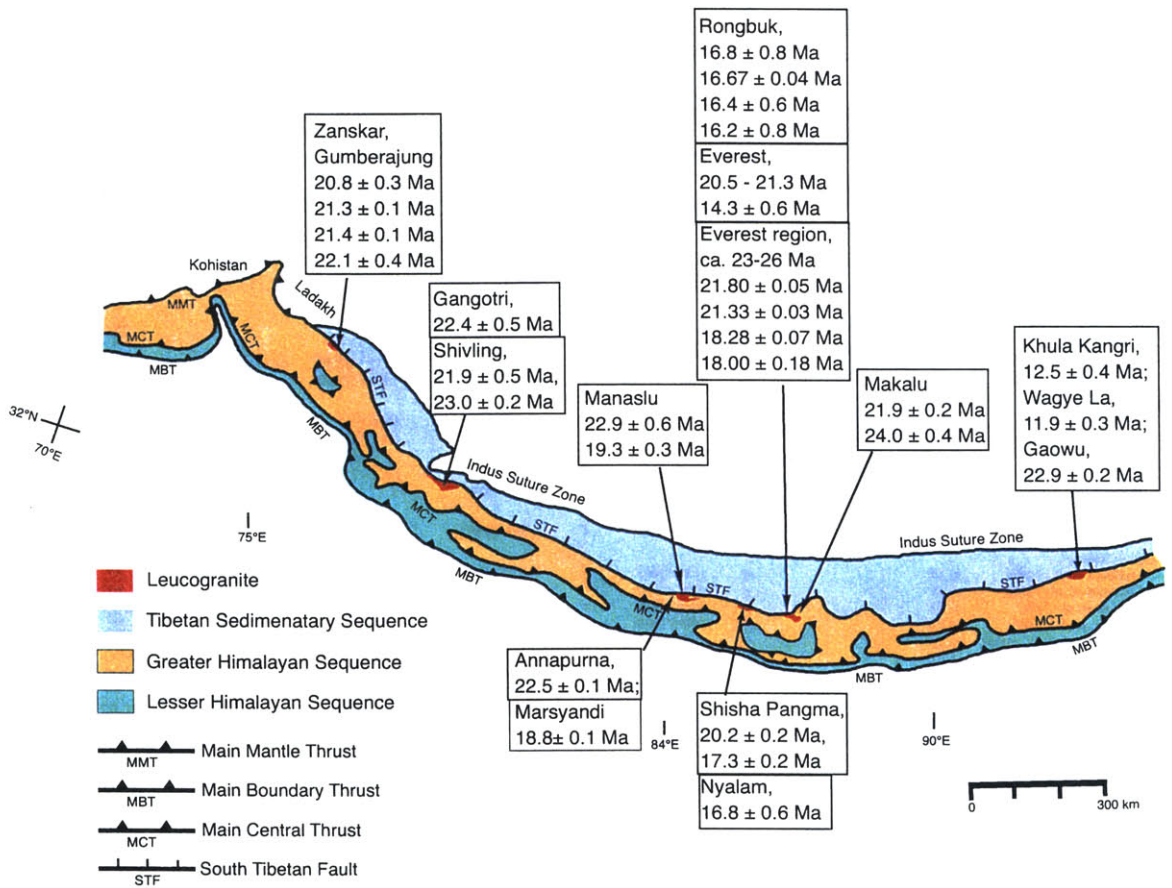 Rongbuk,
16.8 ± 0.8 Ma
16.67 ± 0.04 Ma
16.4 ± 0.6 Ma
16.2 ± 0.8 Ma
Everest,
20.5 - 21.3 Ma
14.3 ± 0.6 Ma
Everest region,
ca. 23-26 Ma
21.80 ± 0.05 Ma
21.33 ± 0.03 Ma
18.28 ± 0.07 Ma
18.00 ± 0.18 Ma
Zanskar,
Gumberajung
20.8 ± 0.3 Ma
21.3 ± 0.1 Ma
21.4 ± 0.1 Ma
22.1 ± 0.4 Ma
Kohistan
Ladakh
MMT
MCT
MCT
MBT
STF
MBT
32°N
70°E
75°E
Gangotri,
22.4 ± 0.5 Ma
Shivling,
21.9 ± 0.5 Ma,
23.0 ± 0.2 Ma
Manaslu
22.9 ± 0.6 Ma
19.3 ± 0.3 Ma
Makalu
21.9 ± 0.2 Ma
24.0 ± 0.4 Ma
Khula Kangri,
12.5 ± 0.4 Ma;
Wagye La,
11.9 ± 0.3 Ma;
Gaowu,
22.9 ± 0.2 Ma
Indus Suture Zone
STF
MCT
MBT
Indus Suture Zone
STF
MCT
STF
MCT
MBT
MBT
Annapurna,
22.5 ± 0.1 Ma;
Marsyandi
18.8± 0.1 Ma
84°E
Shisha Pangma,
20.2 ± 0.2 Ma,
17.3 ± 0.2 Ma
Nyalam,
16.8 ± 0.6 Ma
90°E
0 300 km
Leucogranite
Tibetan Sedimenatary Sequence
Greater Himalayan Sequence
Lesser Himalayan Sequence
Main Mantle Thrust
MMT
Main Boundary Thrust
MBT
Main Central Thrust
MCT
South Tibetan Fault
STF